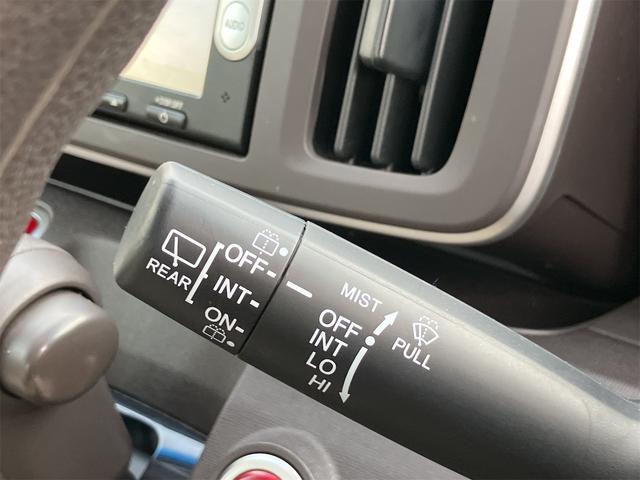 AUDIO
OFF-
INT-
ON-
REAR
MIST
OFF
INT
LO
HI
PULL